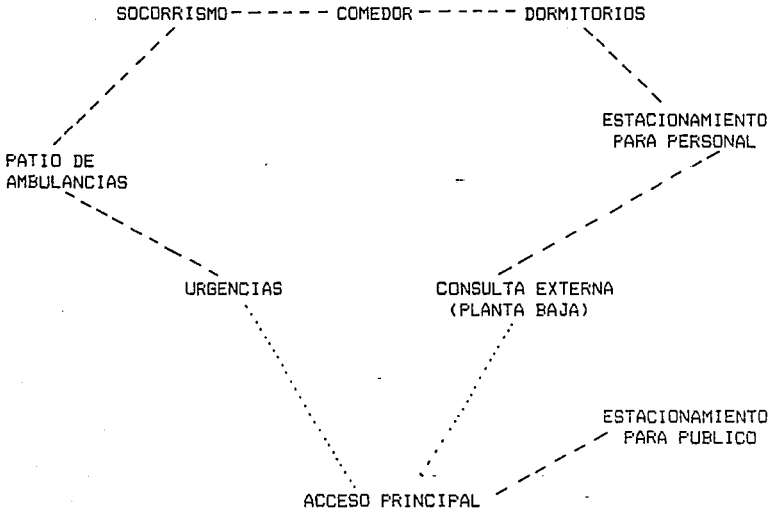 SOCORRISMO COMEDOR DORMITORIOS
ESTACIONAMIENTO
PARA PERSONAL
PATIO DE
AMBULANCIAS
URGENCIAS
CONSULTA EXTERNA
(PLANTA BAJA)
ESTACIONAMIENTO
PARA PUBLICO
ACCESO PRINCIPAL